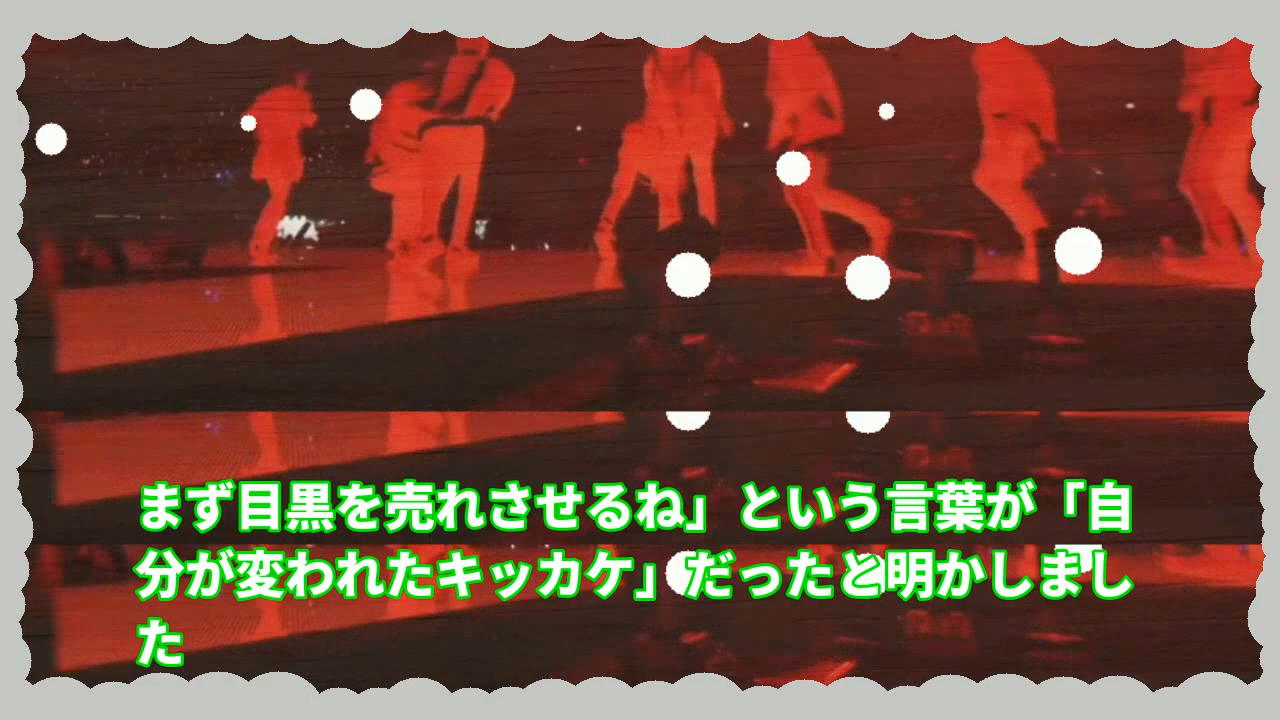 まず目黒を売れさせるね」という言葉が「自
分が変われたキッカケ」だったと明かしまし
た